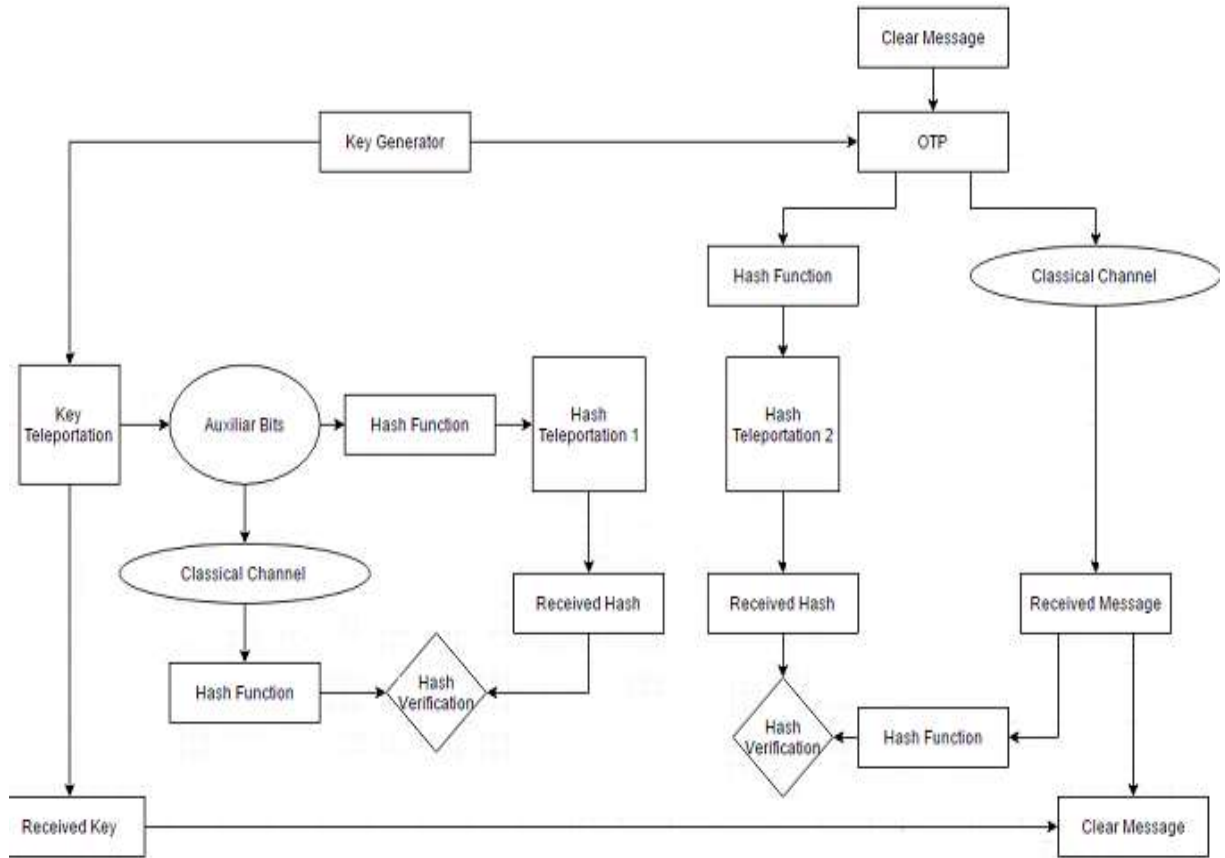 Clear Message
Key Generator
OTP
Hash Function
Classical Channel
Key
Teleportation
Auxiliar Bits
Hash Function
Hash
Teleportation 1
Hash
Teleportation 2
Classical Channel
Received Hash
Received Hash
Received Message
Hash Function
Hash
Verification
Hash
Verification
Hash Function
Received Key
Clear Message